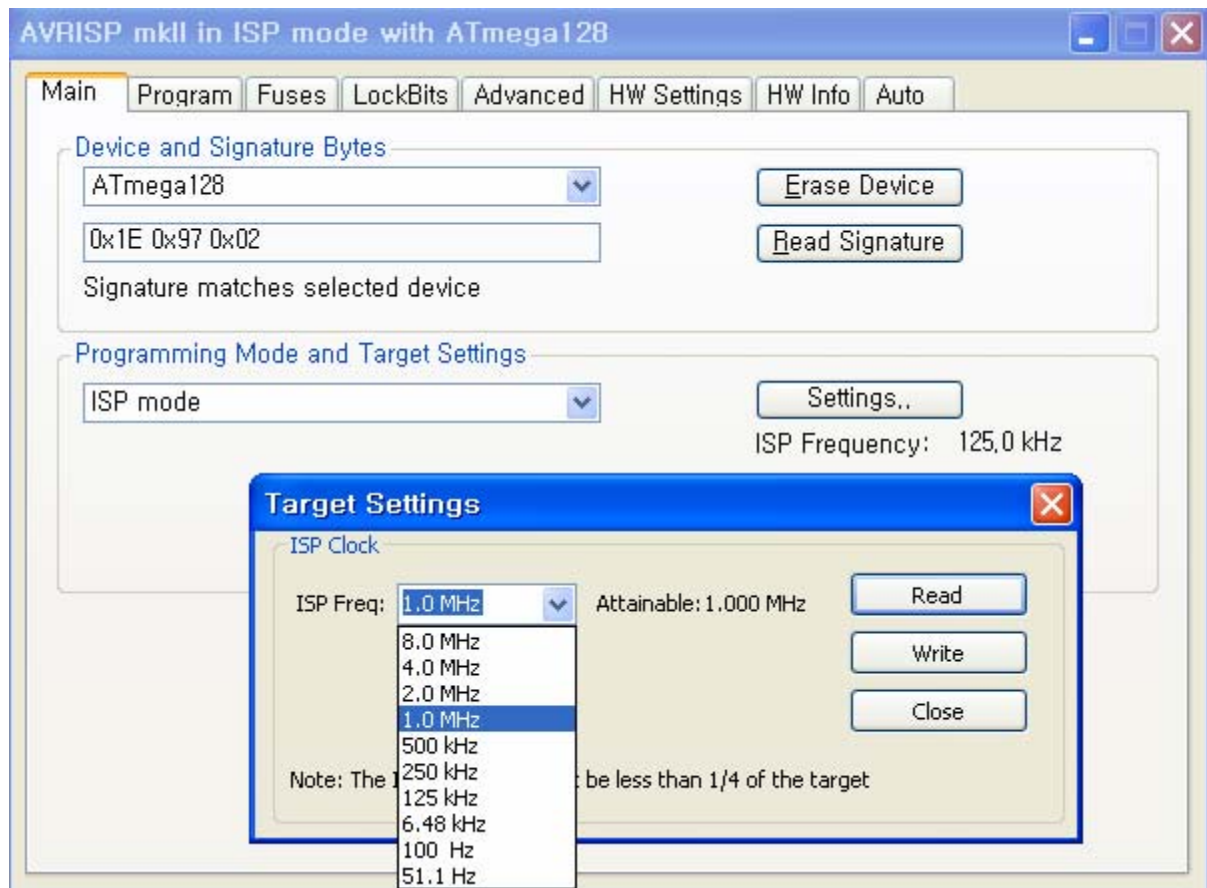 AVRISP mkII in ISP mode with ATmega128
Main Program Fuses LockBits Advanced HW Settings HW Info Auto
Device and Signature Bytes
ATmega128
Erase Device
0x1E 0x97 0x02
Read Signature
Signature matches selected device
Programming Mode and Target Settings
ISP mode
Settings..
ISP Frequency: 125.0 kHz
Target Settings
ISP Clock
ISP Freq: 1.0 MHz Attainable: 1.000 MHz
Read
8.0 MHz
4.0 MHz
Write
2.0 MHz
1.0 MHz
Close
500 kHz
250 kHz
Note: The be less than 1/4 of the target
125 kHz
6.48 kHz
100 Hz
51.1 Hz